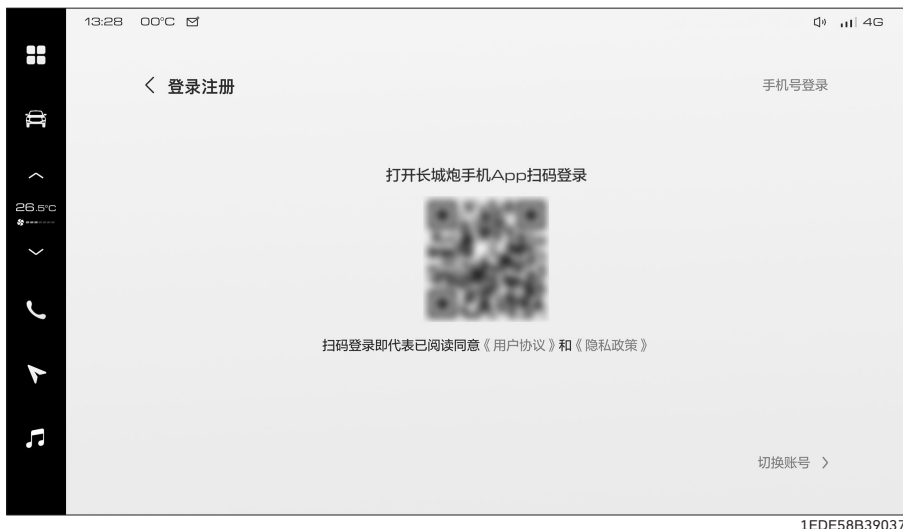 13:28 00°C 4G
登录注册 手机号登录
打开长城炮手机App扫码登录
26.5°C
扫码登录即代表已阅读同意《用户协议》和《隐私政策》
切换账号
1EDE58B39037